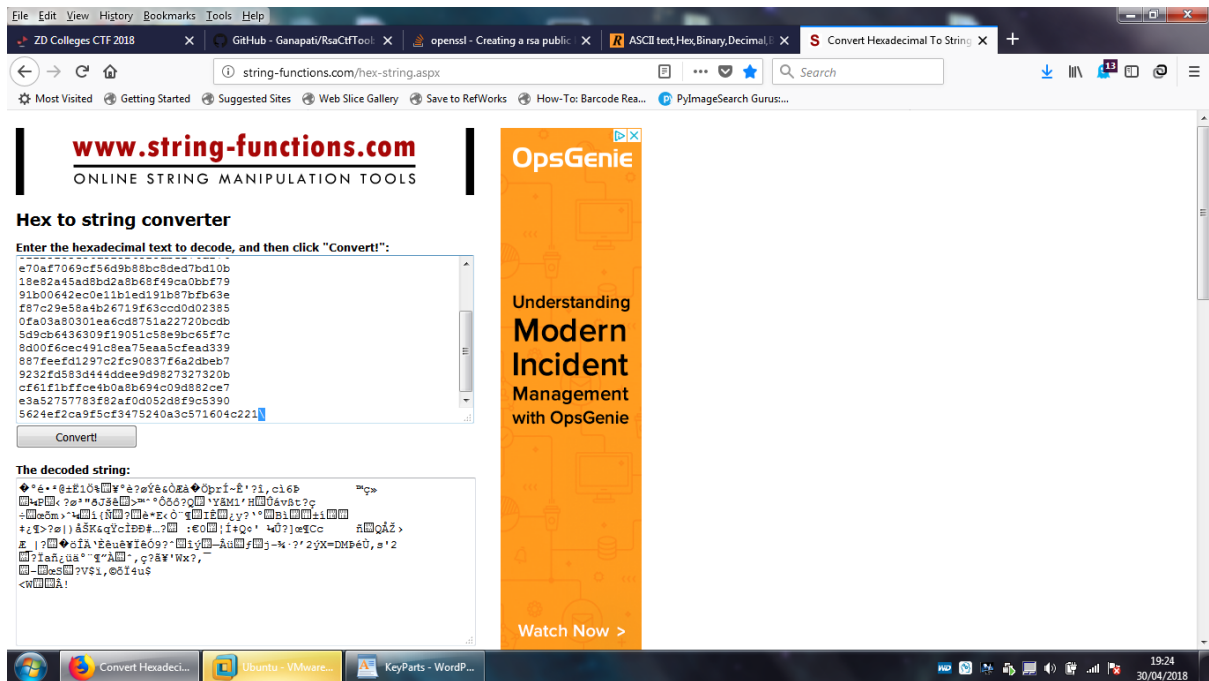 File Edit View History Bookmarks Tools Help
ZD Colleges CTF 2018
GitHub - Ganapati/RsaCtfTool:
openssl - Creating a rsa public
ASCII text,Hex,Binary,Decimal,B
Convert Hexadecimal To String
string-functions.com/hex-string.aspx
Search
13
Most Visited Getting Started Suggested Sites Web Slice Gallery Save to RefWorks How-To: Barcode Rea... PyImageSearch Gurus:...
www.string-functions.com
ONLINE STRING MANIPULATION TOOLS
Hex to string converter
Enter the hexadecimal text to decode, and then click "Convert!":
e70af7069cf56d9b88bc8ded7bd10b
18e82a45ad8bd2a8b68f49ca0bbf79
91b00642ec0e11b1ed191b87bfb63e
f87c29e58a4b26719f63ccd0d02385
0fa03a80301ea6cd8751a22720bcdb
5d9cb6436309f19051c58e9bc65f7c
8d00f6cec491c8ea75eaa5cfead339
887feefd1297c2fc90837f6a2dbeb7
9232fd583d444ddee9d9827327320b
cf61f1bffce4b0a8b694c09d882ce7
e3a52757783f82af0d052d8f9c5390
5624ef2ca9f5cf3475240a3c571604c221\
Convert!
The decoded string:
OpsGenie
Understanding
Modern
Incident
Management
with OpsGenie
Watch Now >
Convert Hexadeci...
Ubuntu - VMware...
KeyParts - WordP...
19:24
30/04/2018